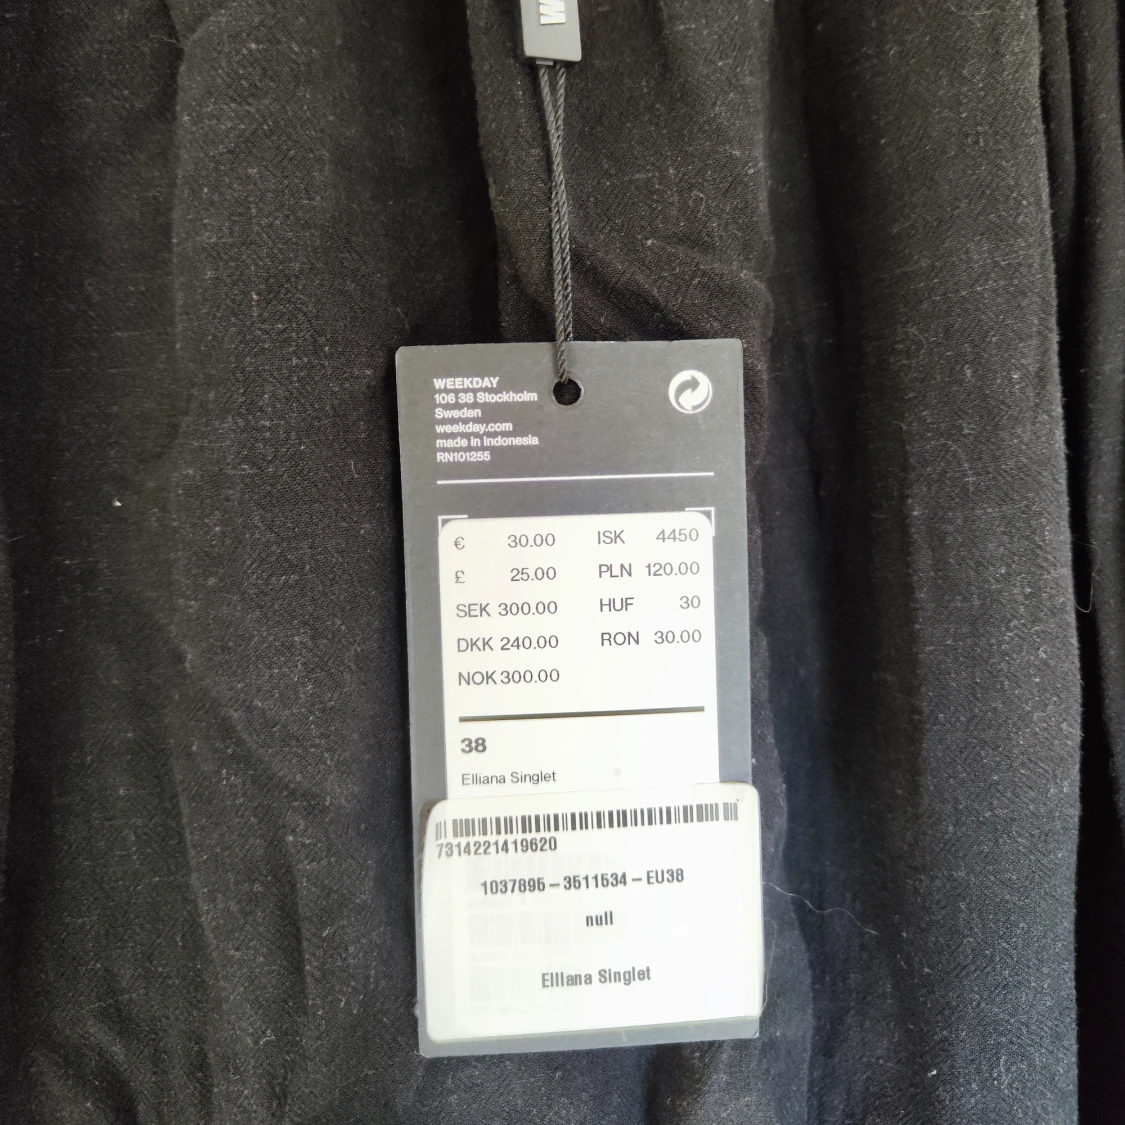 W
WEEKDAY
106 38 Stockholm
Sweden
weekday.com
made in Indonesia
RN101255
€ 30.00 ISK 4450
£ 25.00 PLN 120.00
SEK 300.00 HUF 30
DKK 240.00 RON 30.00
NOK 300.00
38
Elliana Singlet
7314221419620
1037895-3511534-EU38
null
Elliana Singlet